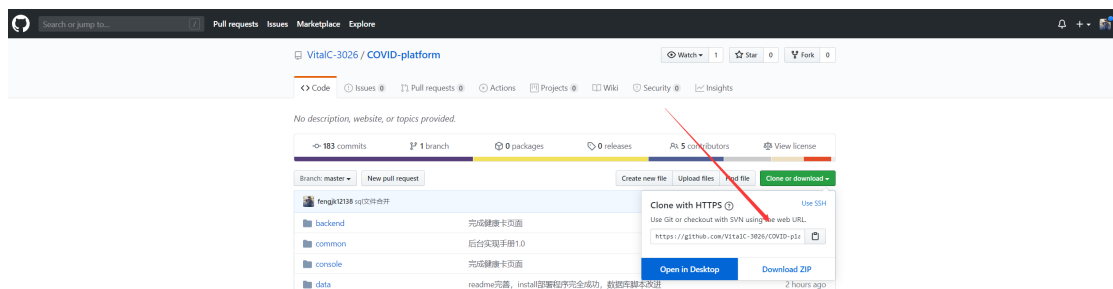 Search or jump to... / Pull requests Issues Marketplace Explore
VitalC-3026 / COVID-platform Watch 1 Star 0 Fork 0
Code Issues 0 Pull requests 0 Actions Projects 0 Wiki Security 0 Insights
No description, website, or topics provided.
183 commits 1 branch 0 packages 0 releases 5 contributors View license
Branch: master New pull request Create new file Upload files Find file Clone or download
fengjk12138 sql文件合并
Clone with HTTPS Use SSH
Use Git or checkout with SVN using the web URL.
https://github.com/VitalC-3026/COVID-pla
Open in Desktop Download ZIP
backend 完成健康卡页面
common 后台实现手册1.0
console 完成健康卡页面
data readme完善，install部署程序完全成功，数据库脚本改进 2 hours ago